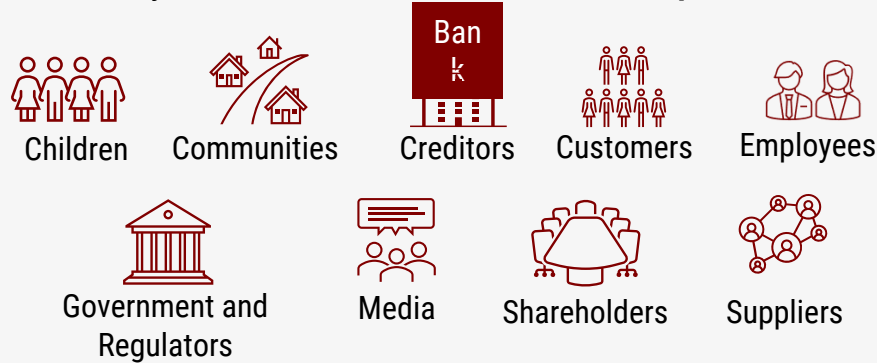 Ban
k
Children
Communities
Creditors
Customers
Employees
Government and
Regulators
Media
Shareholders
Suppliers